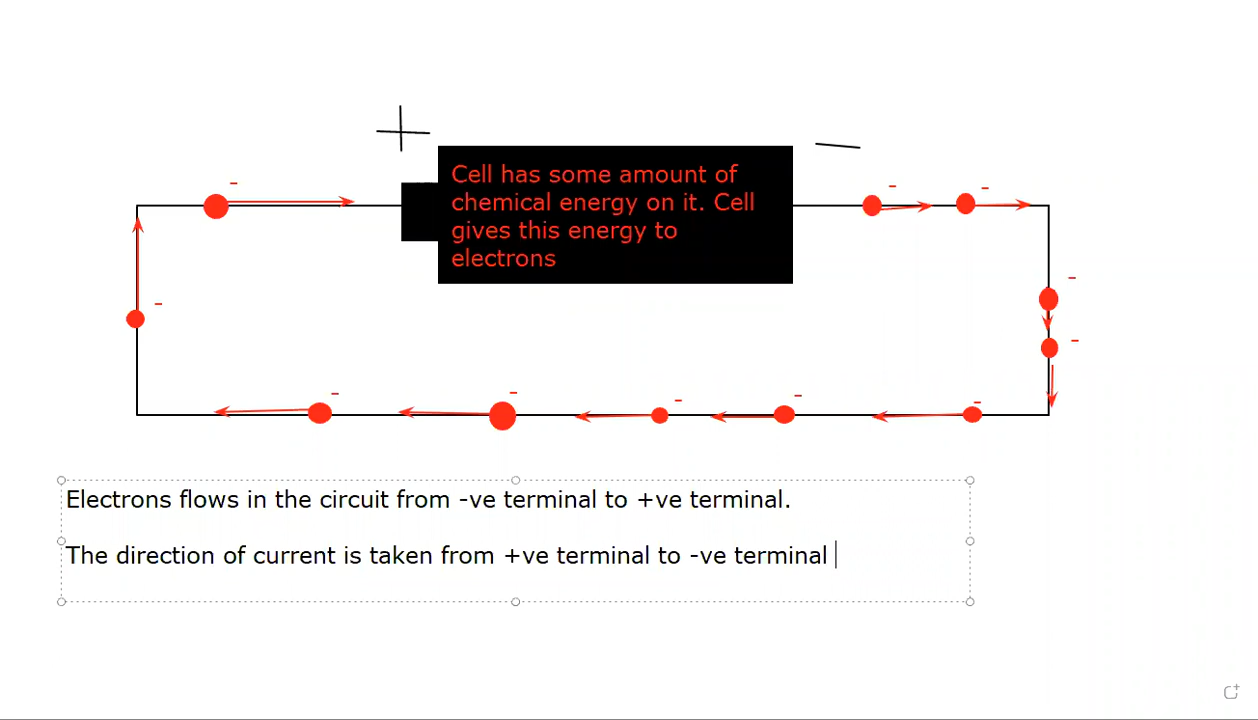 +
-
-
-
-
Cell has some amount of
chemical energy on it. Cell
gives this energy to
electrons
-
-
-
-
-
-
-
-
Electrons flows in the circuit from -ve terminal to +ve terminal.
The direction of current is taken from +ve terminal to -ve terminal